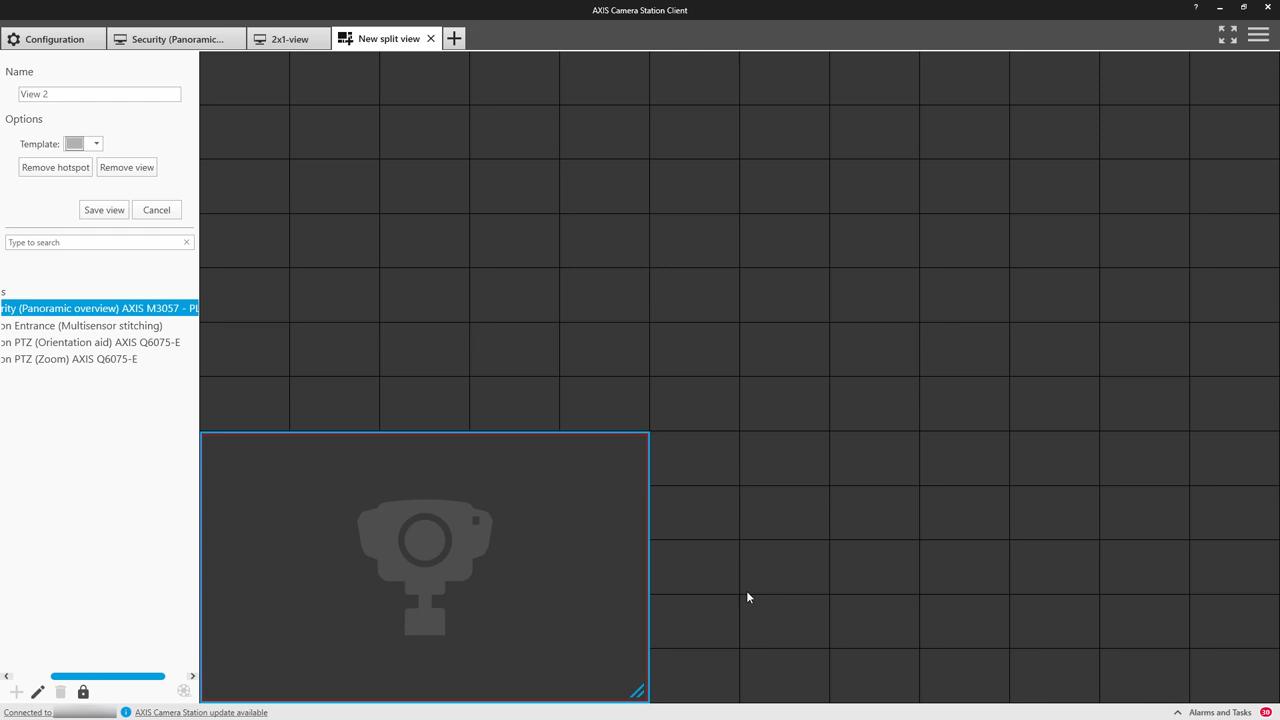 AXIS Camera Station Client
?
Configuration
Security (Panoramic...
2x1-view
New split view
Name
View 2
Options
Template:
Remove hotspot
Remove view
Save view
Cancel
Type to search
s
rity (Panoramic overview) AXIS M3057 - PL
on Entrance (Multisensor stitching)
on PTZ (Orientation aid) AXIS Q6075-E
on PTZ (Zoom) AXIS Q6075-E
Connected to
AXIS Camera Station update available
Alarms and Tasks 30